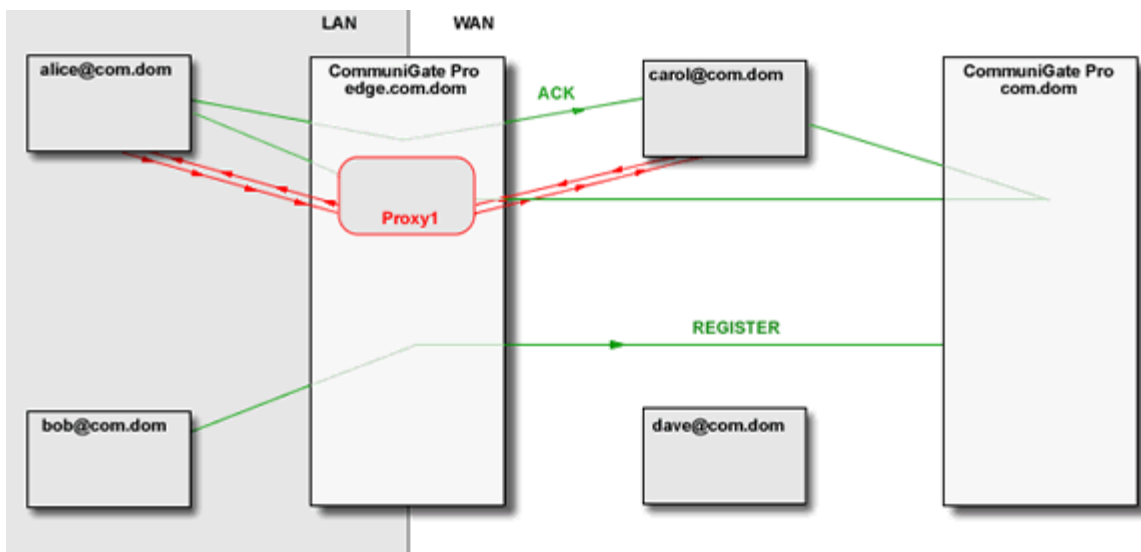 LAN
WAN
alice@com.dom
CommuniGate Pro
edge.com.dom
carol@com.dom
CommuniGate Pro
com.dom
ACK
Proxy1
REGISTER
bob@com.dom
dave@com.dom